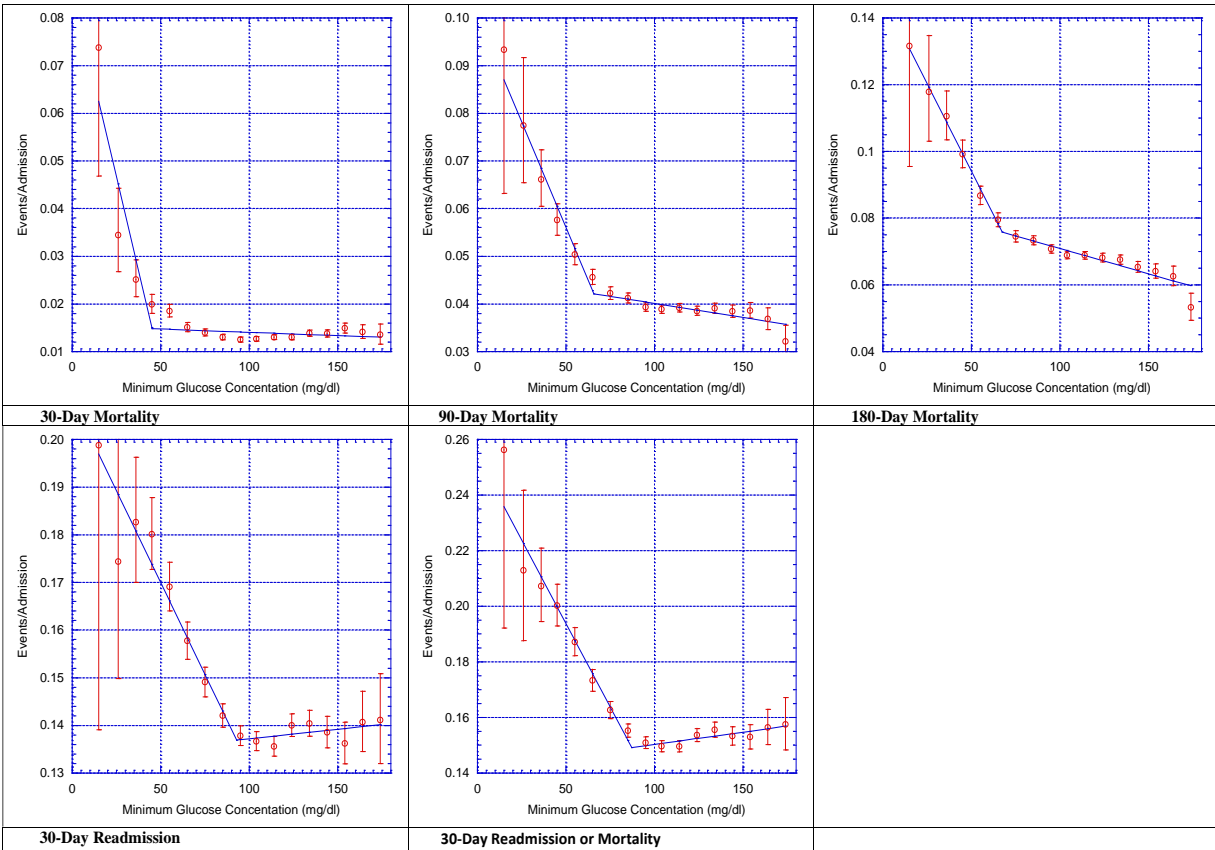 0.08
0.07
0.06
0.05
0.04
0.03
0.02
0.01
Events/Admission
0 50 100 150
Minimum Glucose Concentation (mg/dl)
30-Day Mortality
0.10
0.09
0.08
0.07
0.06
0.05
0.04
0.03
Events/Admission
0 50 100 150
Minimum Glucose Concentation (mg/dl)
90-Day Mortality
0.14
0.12
0.1
0.08
0.06
0.04
Events/Admission
0 50 100 150
Minimum Glucose Concentation (mg/dl)
180-Day Mortality
0.20
0.19
0.18
0.17
0.16
0.15
0.14
0.13
Events/Admission
0 50 100 150
Minimum Glucose Concentation (mg/dl)
30-Day Readmission
0.26
0.24
0.22
0.20
0.18
0.16
0.14
Events/Admission
0 50 100 150
Minimum Glucose Concentation (mg/dl)
30-Day Readmission or Mortality